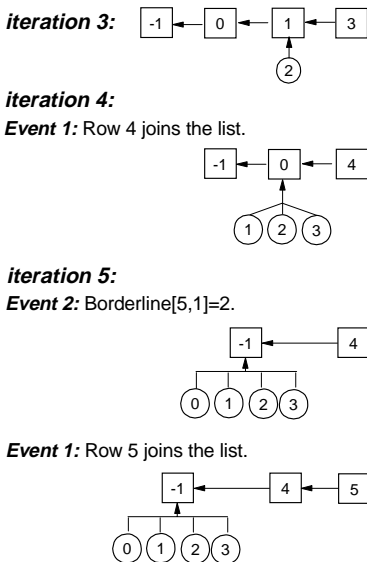 iteration 3: -1 0 1 3
2
iteration 4:
Event 1: Row 4 joins the list.
-1 0 4
1 2 3
iteration 5:
Event 2: Borderline[5,1]=2.
-1 4
0 1 2 3
Event 1: Row 5 joins the list.
-1 4 5
0 1 2 3